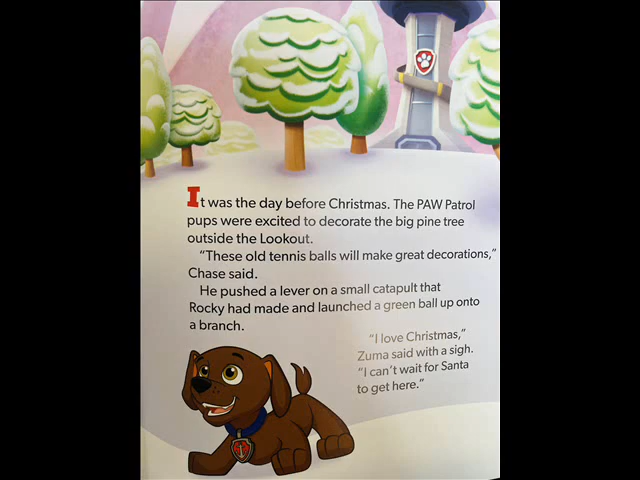 It was the day before Christmas. The PAW Patrol
pups were excited to decorate the big pine tree
outside the Lookout.
“These old tennis balls will make great decorations,”
Chase said.
He pushed a lever on a small catapult that
Rocky had made and launched a green ball up onto
a branch.
“I love Christmas,”
Zuma said with a sigh.
“I can’t wait for Santa
to get here.”